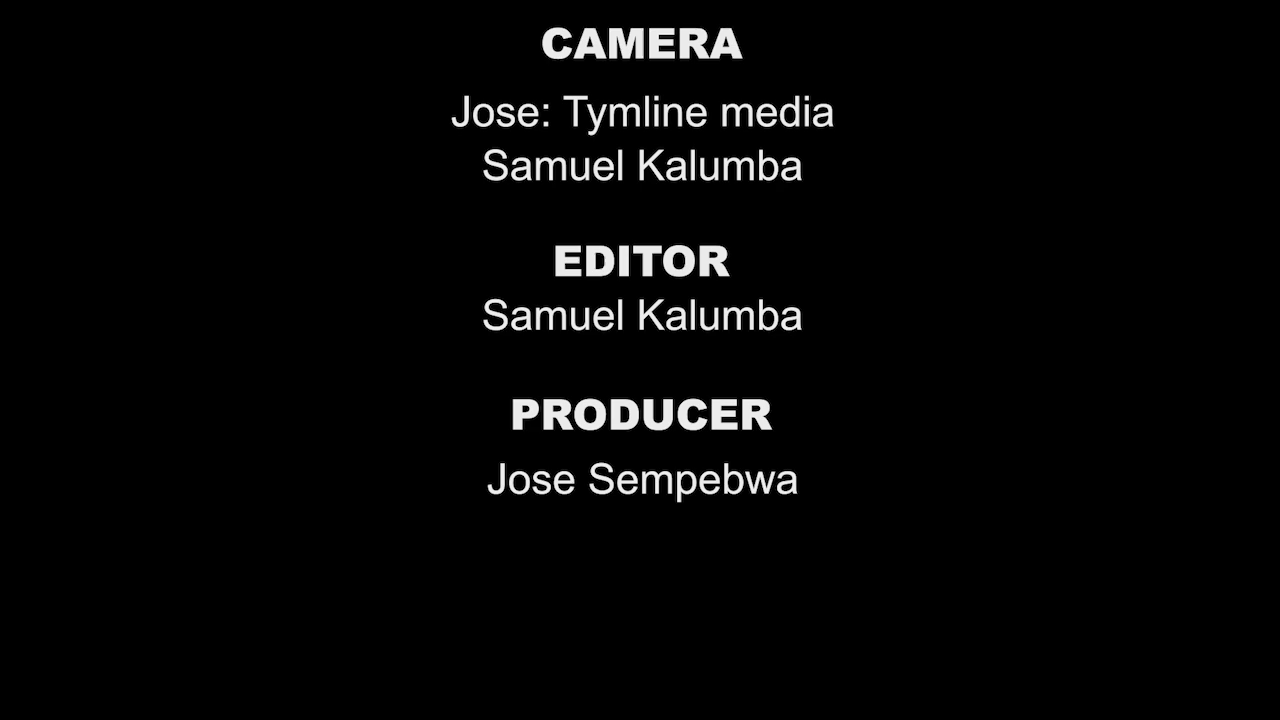 CAMERA
Jose: Tymline media
Samuel Kalumba
EDITOR
Samuel Kalumba
PRODUCER
Jose Sempebwa